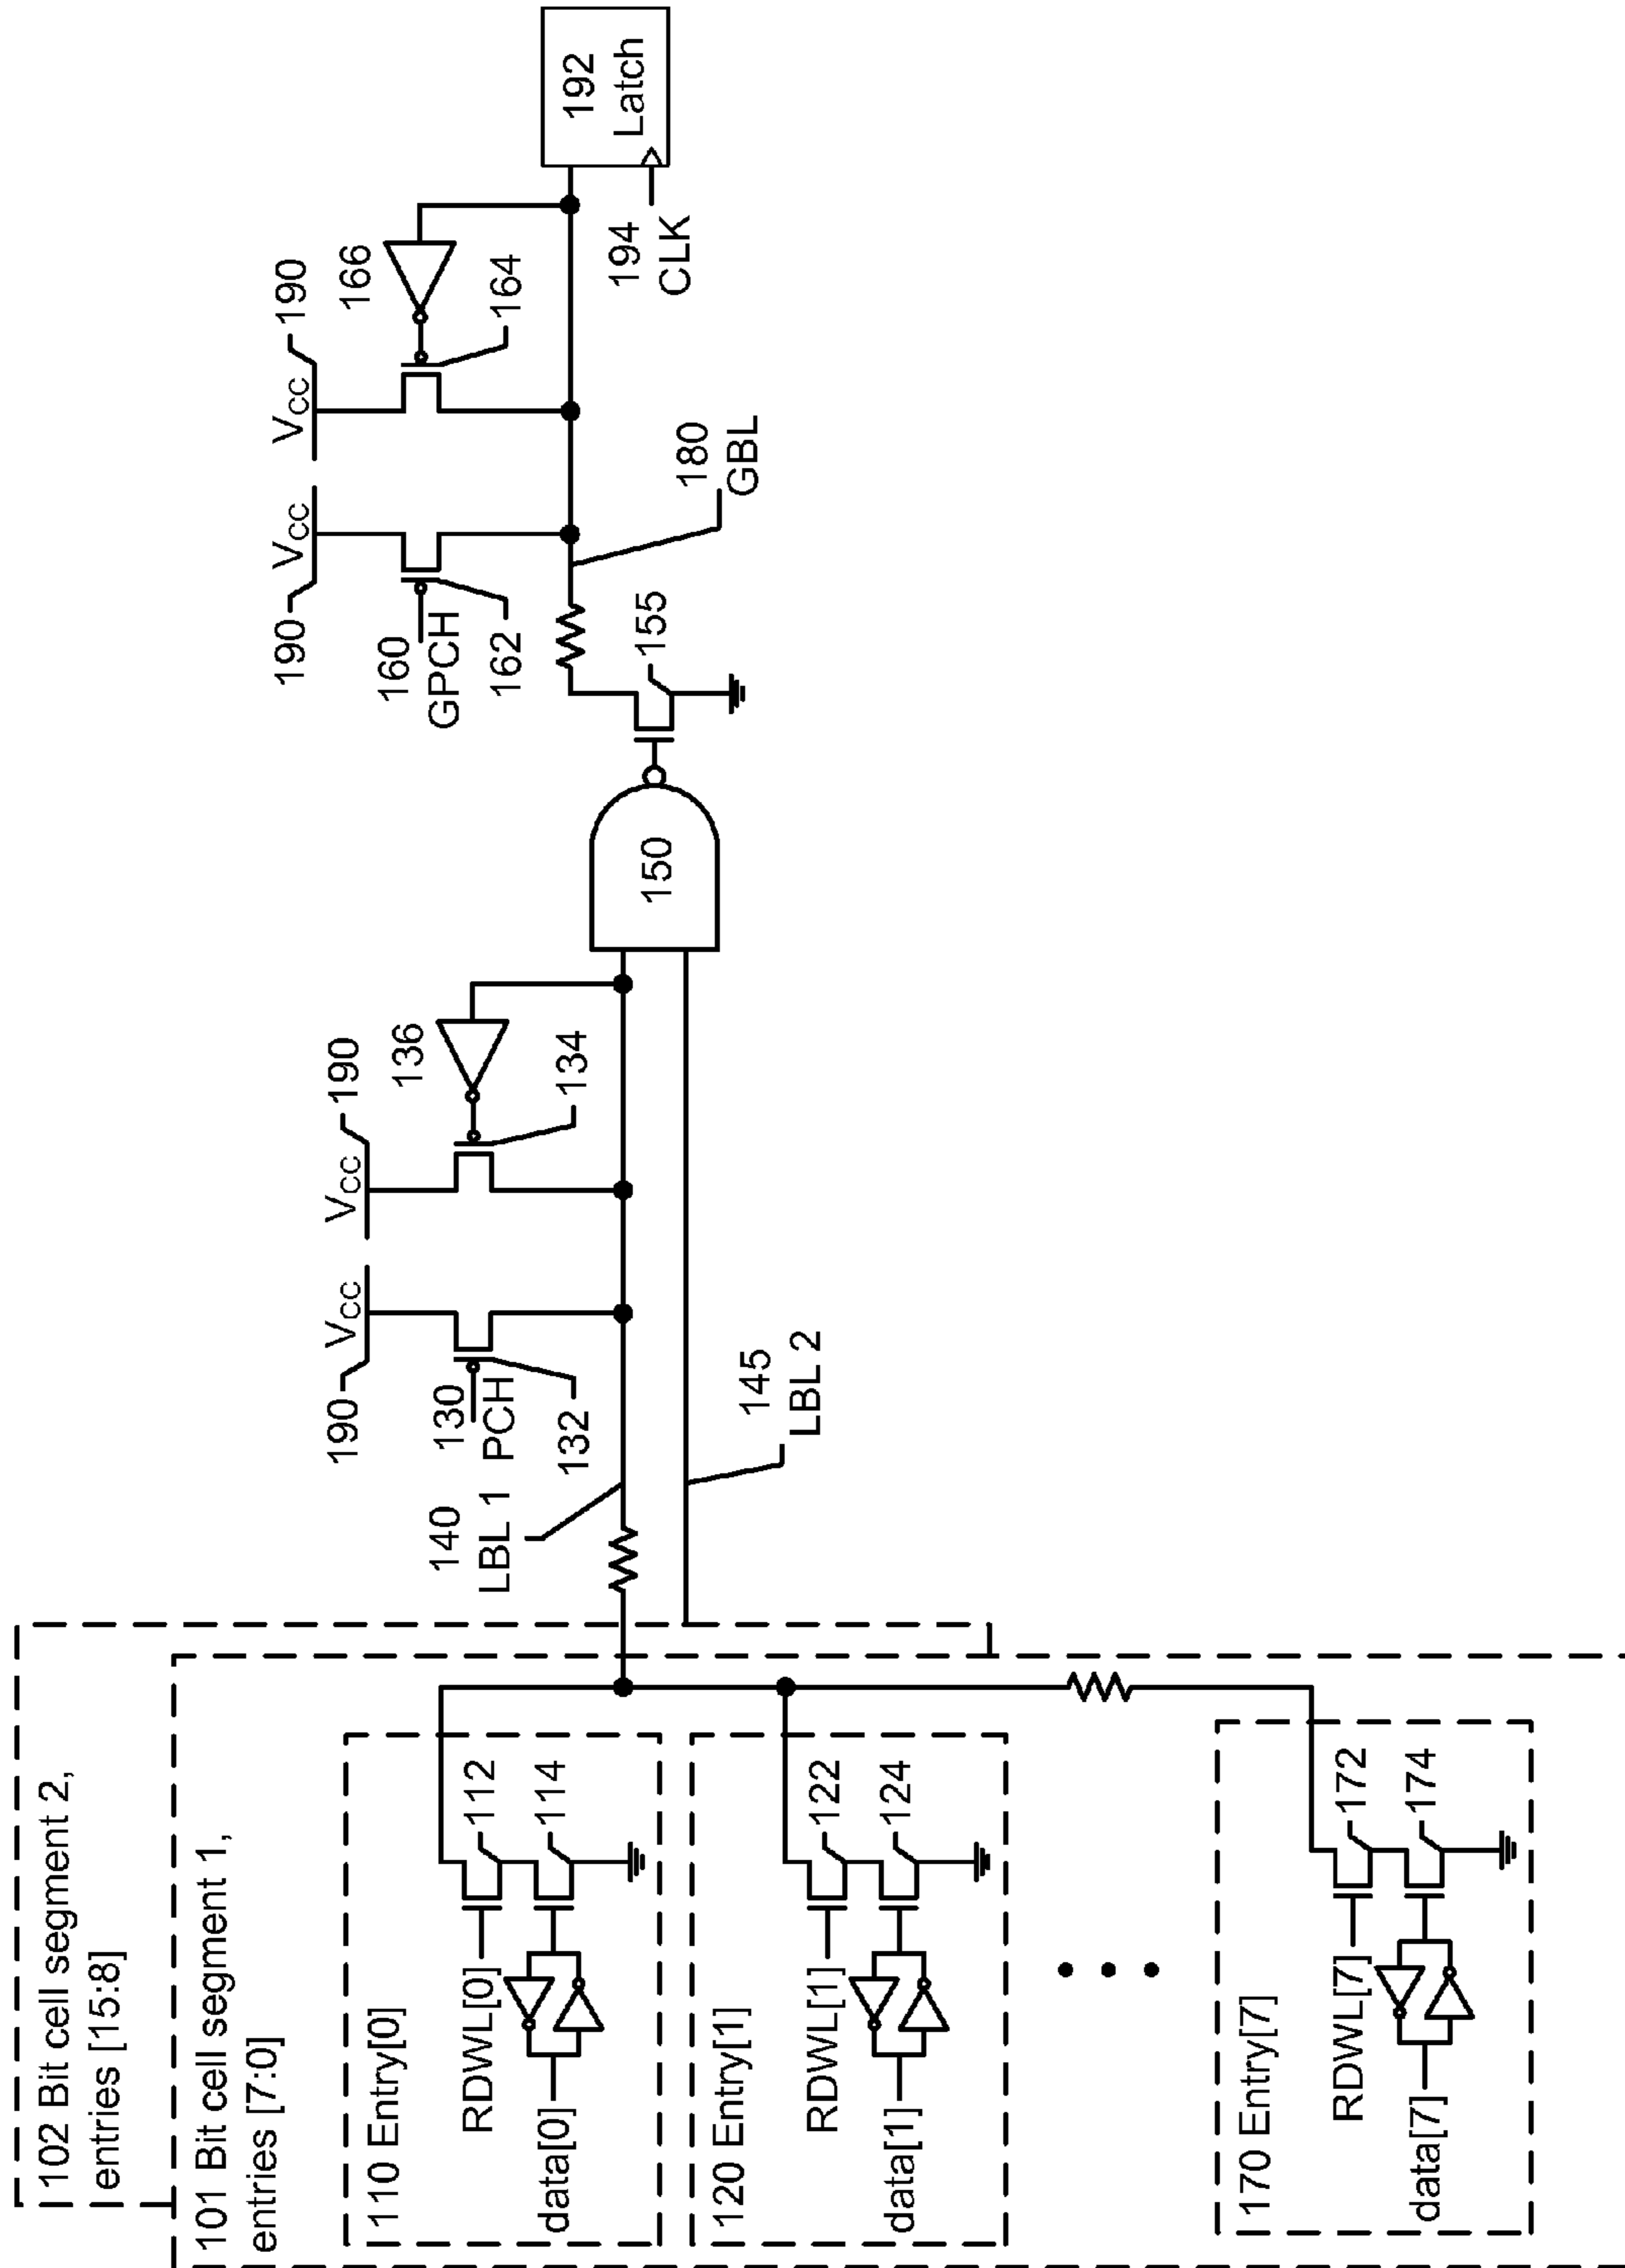 102 Bit cell segment 2,
entries [15:8]
101 Bit cell segment 1,
entries [7:0]
110 Entry[0]
RDWL[0]
data[0]
112
114
120 Entry[1]
RDWL[1]
data[1]
122
124
170 Entry[7]
RDWL[7]
data[7]
172
174
140
LBL 1
190
VCC
130
PCH
132
190
VCC
136
134
145
LBL 2
150
155
190
VCC
160
GPCH
162
190
VCC
166
164
180
GBL
192
Latch
194
CLK